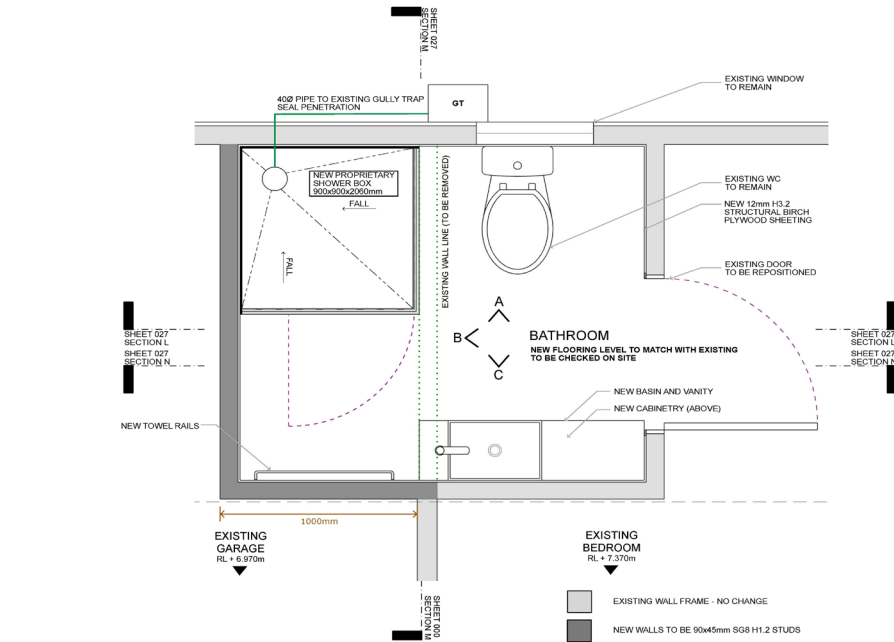 SHEET 027
SECTION M
40Ø PIPE TO EXISTING GULLY TRAP
SEAL PENETRATION
GT
EXISTING WINDOW
TO REMAIN
NEW PROPRIETARY
SHOWER BOX
900x900x2060mm
FALL
FALL
EXISTING WALL LINE (TO BE REMOVED)
EXISTING WC
TO REMAIN
NEW 12mm H3.2
STRUCTURAL BIRCH
PLYWOOD SHEETING
EXISTING DOOR
TO BE REPOSITIONED
A
B
C
BATHROOM
NEW FLOORING LEVEL TO MATCH WITH EXISTING
TO BE CHECKED ON SITE
SHEET 027
SECTION L
SHEET 027
SECTION N
SHEET 027
SECTION L
SHEET 027
SECTION N
NEW BASIN AND VANITY
NEW CABINETRY (ABOVE)
NEW TOWEL RAILS
1000mm
EXISTING
GARAGE
RL + 6.970m
EXISTING
BEDROOM
RL + 7.370m
SHEET 000
SECTION M
EXISTING WALL FRAME - NO CHANGE
NEW WALLS TO BE 90x45mm SG8 H1.2 STUDS